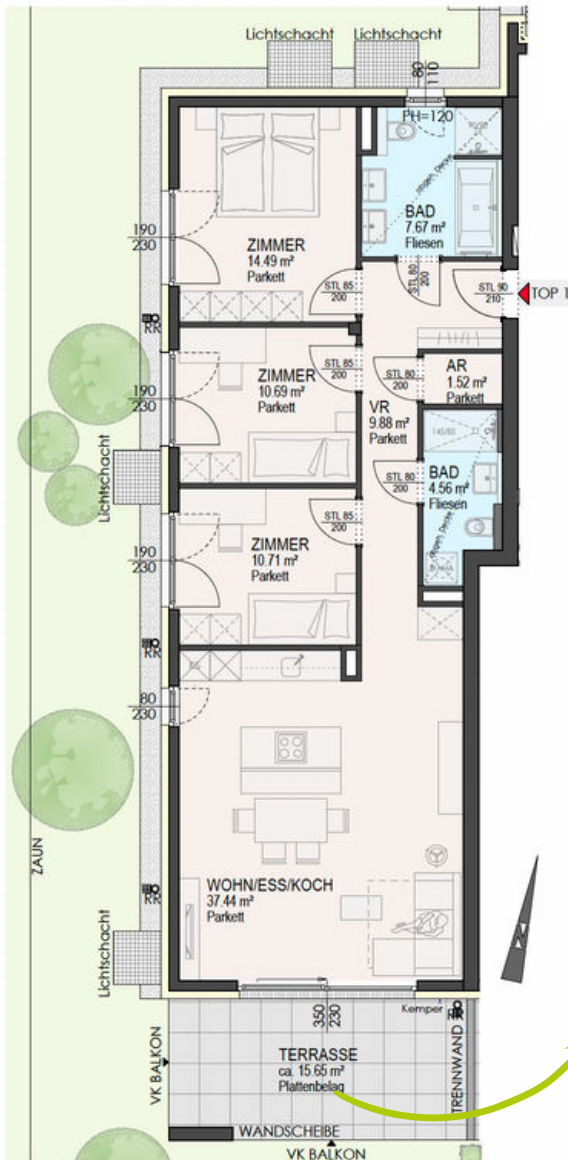 Lichtschacht
Lichtschacht
80
110
PH=120
BAD
7.67 m²
Fliesen
190
230
ZIMMER
14.49 m²
Parkett
STL 80
200
STL 85
200
STL 90
210
TOP 1
RR
ZIMMER
10.69 m²
Parkett
STL 85
200
STL 80
200
AR
1.52 m²
Parkett
190
230
VR
9.88 m²
Parkett
Lichtschacht
140/80
BAD
4.56 m²
Fliesen
abgeh. Decke
STL 80
200
STL 85
200
ZIMMER
10.71 m²
Parkett
190
230
RR
80
230
ZAUN
WOHN/ESS/KOCH
37.44 m²
Parkett
RR
Lichtschacht
N
350
230
Kemper
RR
TERRASSE
ca. 15.65 m²
Plattenbelag
TRENNWAND
VK BALKON
WANDSCHEIBE
VK BALKON